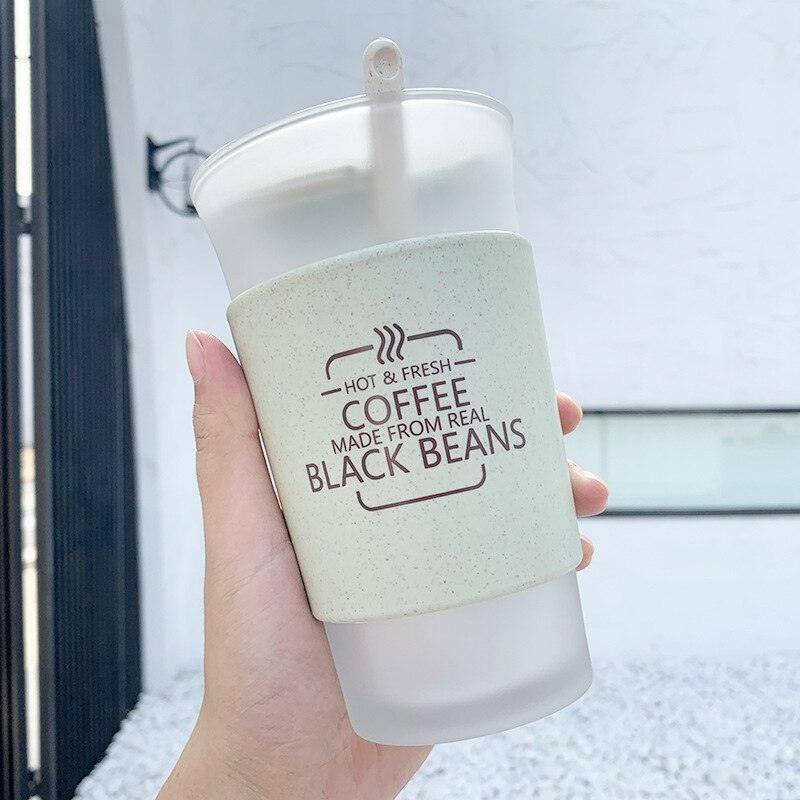 HOT & FRESH
COFFEE
MADE FROM REAL
BLACK BEANS